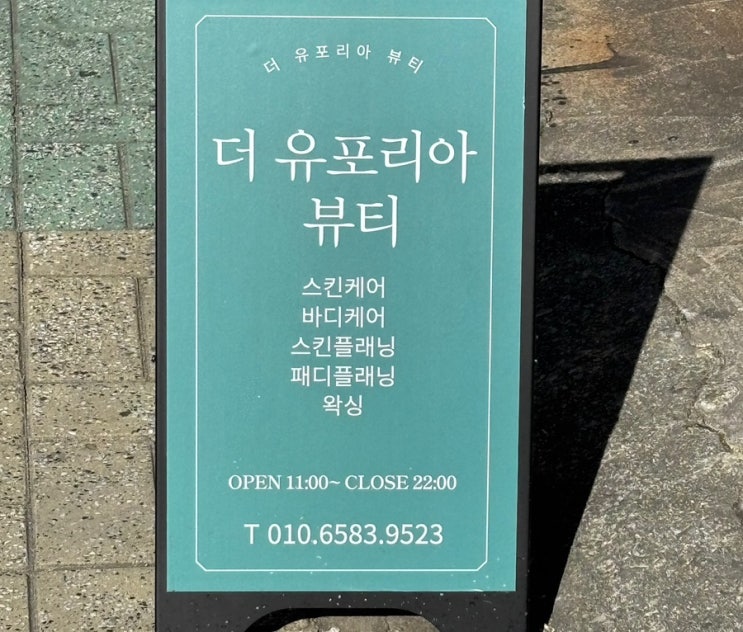 더 유포리아 뷰티
더 유포리아
뷰티
스킨케어
바디케어
스킨플래닝
패디플래닝
왁싱
OPEN 11:00~ CLOSE 22:00
T 010.6583.9523